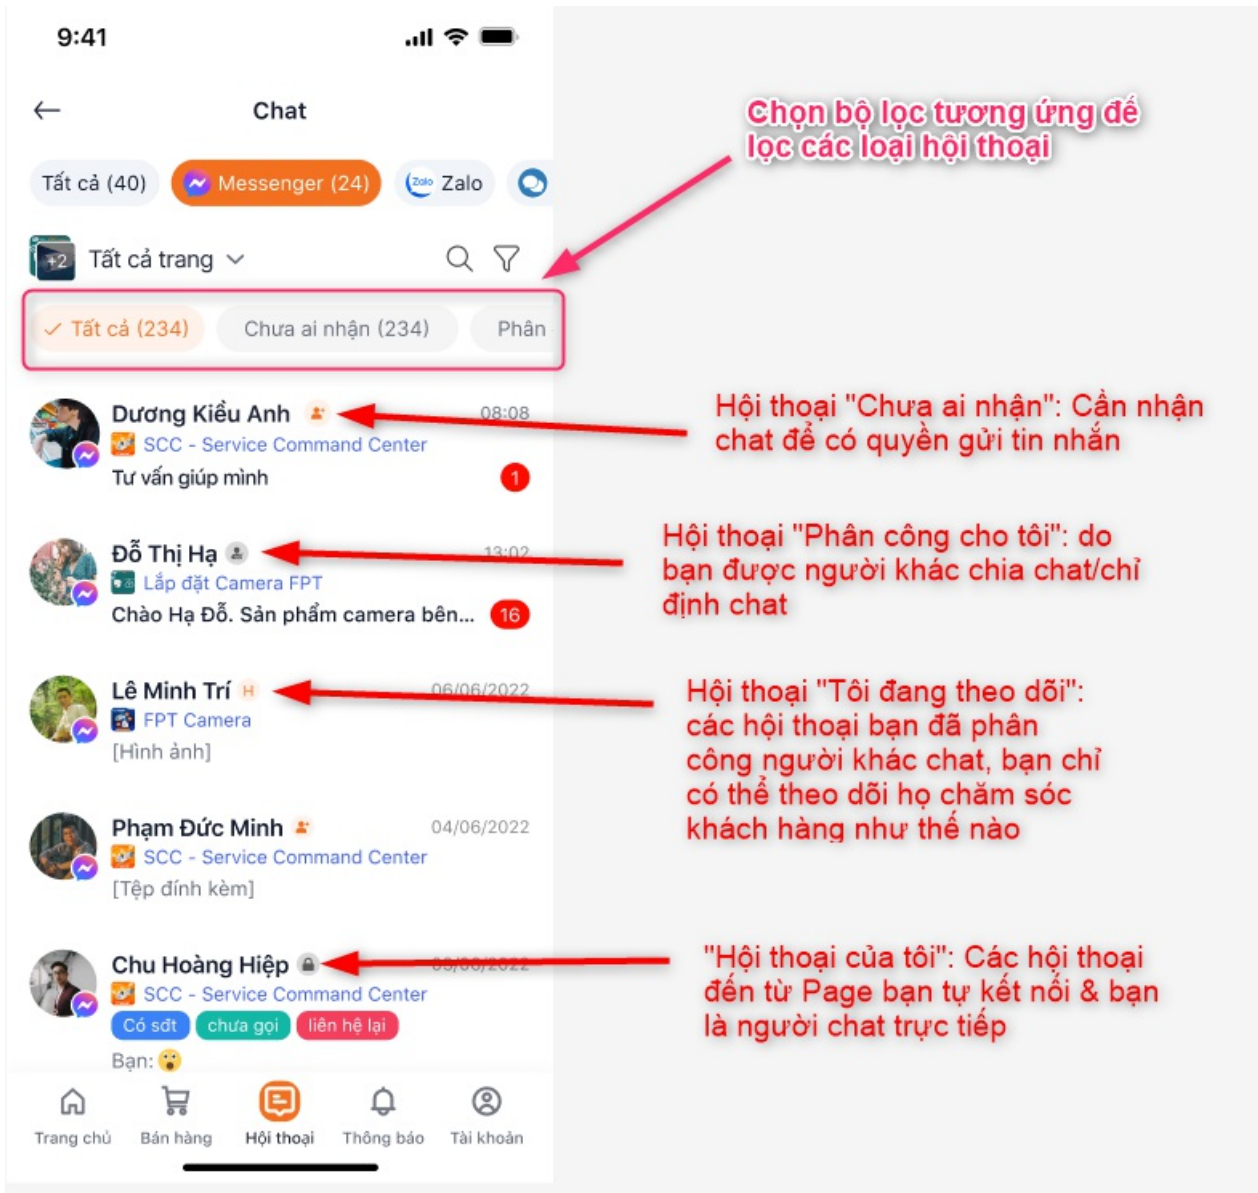 9:41
Chat
Tất cả (40)
Messenger (24)
Zalo
Zalo
Chọn bộ lọc tương ứng để
lọc các loại hội thoại
+2
Tất cả trang
Tất cả (234)
Chưa ai nhận (234)
Phân
Dương Kiều Anh
08:08
SCC - Service Command Center
Tư vấn giúp mình
1
Hội thoại "Chưa ai nhận": Cần nhận
chat để có quyền gửi tin nhắn
Đỗ Thị Hạ
13:02
Lắp đặt Camera FPT
Chào Hạ Đỗ. Sản phẩm camera bên...
16
Hội thoại "Phân công cho tôi": do
bạn được người khác chia chat/chỉ
định chat
Lê Minh Trí
H
06/06/2022
FPT Camera
[Hình ảnh]
Hội thoại "Tôi đang theo dõi":
các hội thoại bạn đã phân
công người khác chat, bạn chỉ
có thể theo dõi họ chăm sóc
khách hàng như thế nào
Phạm Đức Minh
04/06/2022
SCC - Service Command Center
[Tệp đính kèm]
Chu Hoàng Hiệp
03/06/2022
SCC - Service Command Center
Có sđt
chưa gọi
liên hệ lại
Bạn:
"Hội thoại của tôi": Các hội thoại
đến từ Page bạn tự kết nối & bạn
là người chat trực tiếp
Trang chủ
Bán hàng
Hội thoại
Thông báo
Tài khoản